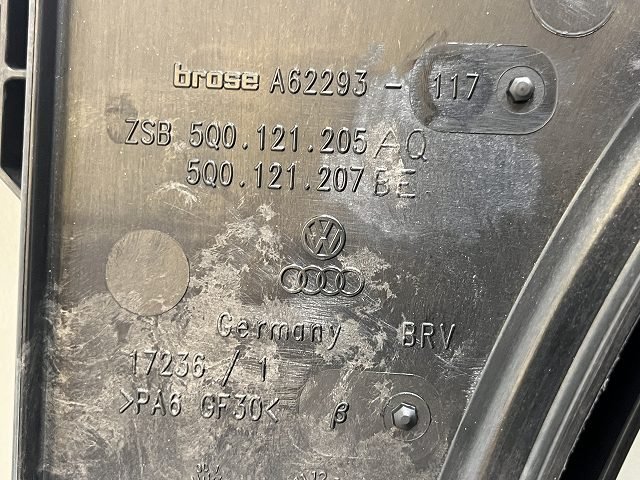 brose A62293 - 117
ZSB 5Q0.121.205 AQ
5Q0.121.207 BE
Germany BRV
17236 / 1
>PA6 GF30< β